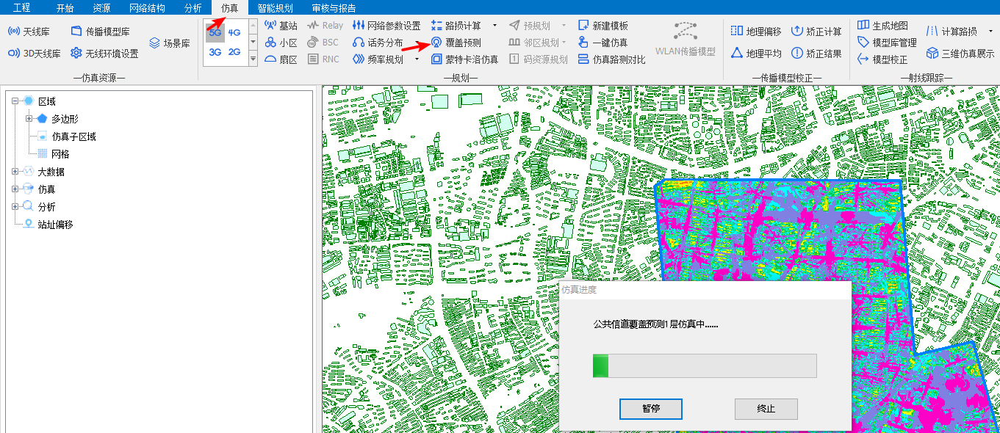 工程 开始 资源 网络结构 分析 仿真 智能规划 审核与报告
天线库 传播模型库 场景库 5G 4G 基站 Relay 网络参数设置 路损计算 预规划 新建模板 WLAN传播模型 地理偏移 矫正计算 生成地图 计算路损
小区 BSC 话务分布 覆盖预测 邻区规划 一键仿真 模型库管理
3D天线库 无线环境设置 3G 2G 扇区 RNC 频率规划 蒙特卡洛仿真 码资源规划 仿真路测对比 地理平均 矫正结果 模型校正 三维仿真展示
—仿真资源— —规划— —传播模型校正— —射线跟踪—
区域
多边形
仿真子区域
网格
大数据
仿真
分析
站址偏移
仿真进度
公共信道覆盖预测1层仿真中......
暂停 终止